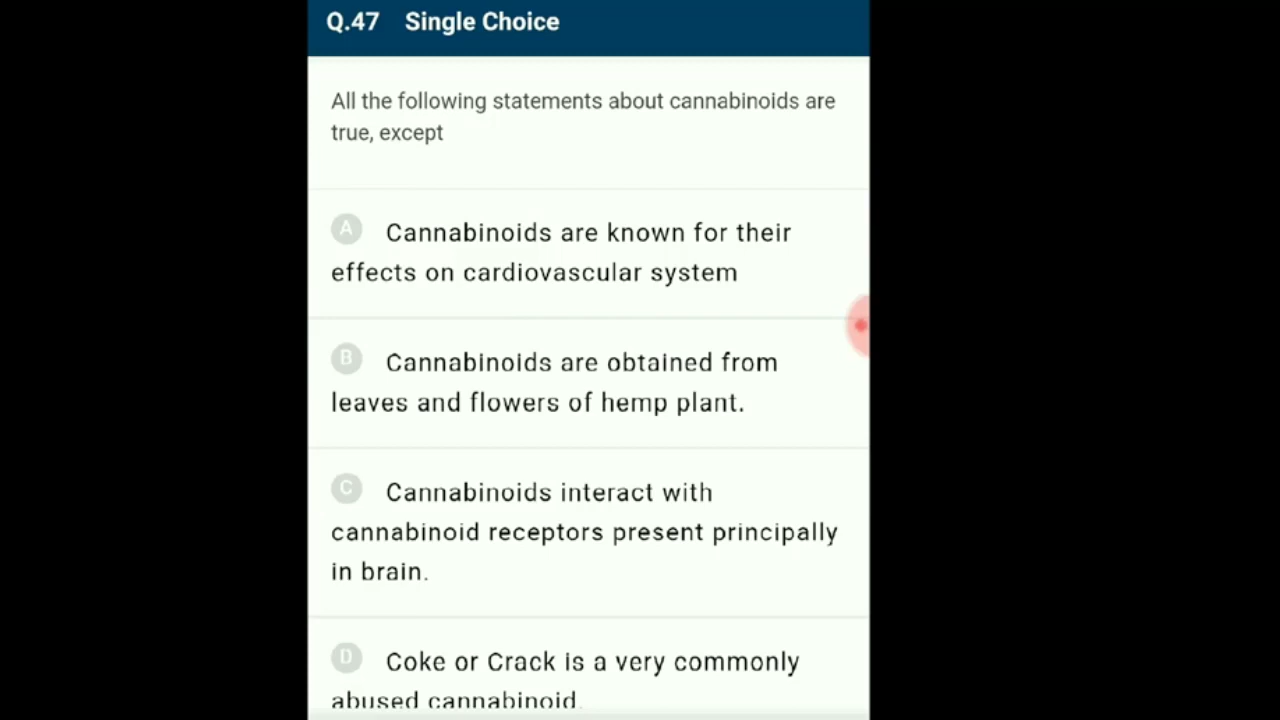 Q.47 Single Choice
All the following statements about cannabinoids are
true, except
A Cannabinoids are known for their
effects on cardiovascular system
B Cannabinoids are obtained from
leaves and flowers of hemp plant.
C Cannabinoids interact with
cannabinoid receptors present principally
in brain.
D Coke or Crack is a very commonly
abused cannabinoid.